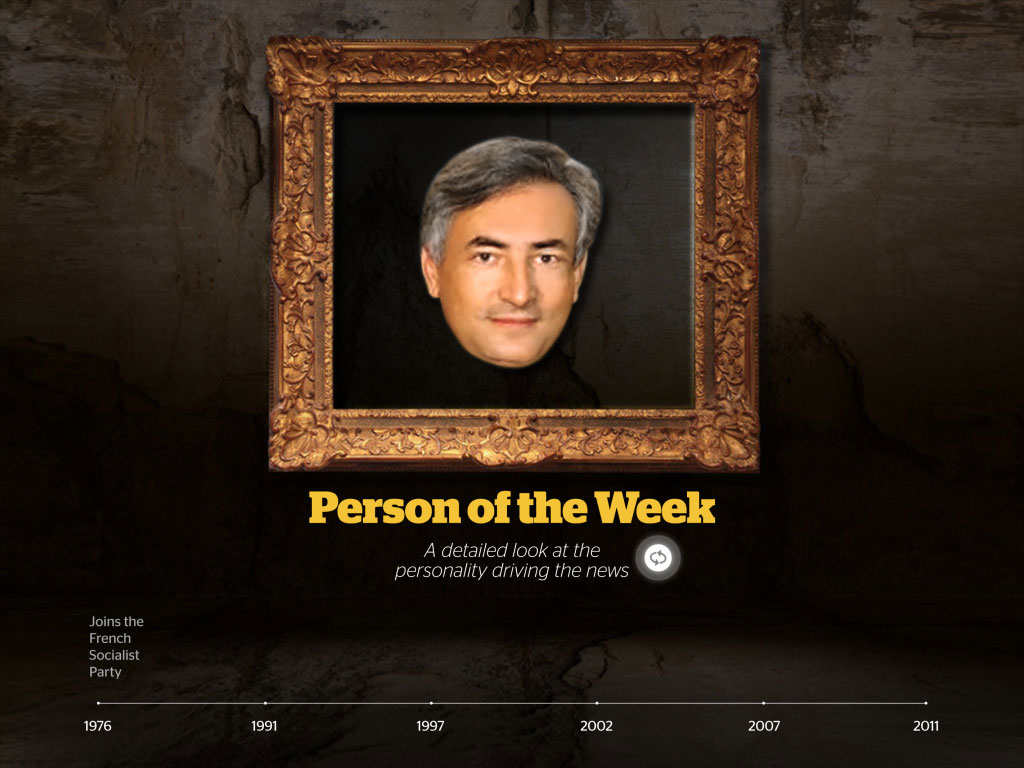 Person of the Week
A detailed look at the
personality driving the news
Joins the
French
Socialist
Party
1976 1991 1997 2002 2007 2011